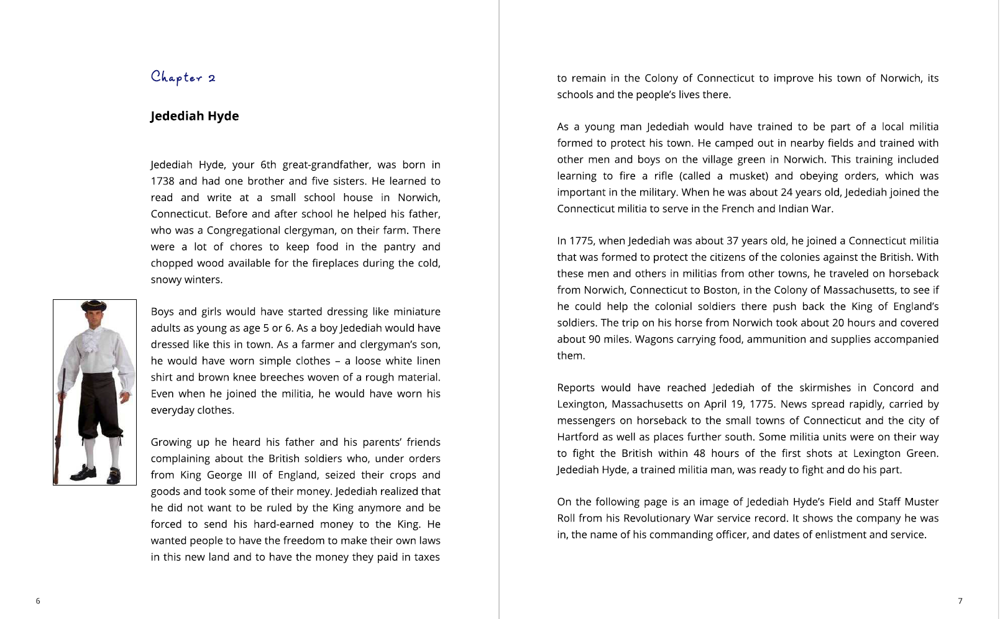 Chapter 2
Jedediah Hyde
Jedediah Hyde, your 6th great-grandfather, was born in
1738 and had one brother and five sisters. He learned to
read and write at a small school house in Norwich,
Connecticut. Before and after school he helped his father,
who was a Congregational clergyman, on their farm. There
were a lot of chores to keep food in the pantry and
chopped wood available for the fireplaces during the cold,
snowy winters.
Boys and girls would have started dressing like miniature
adults as young as age 5 or 6. As a boy Jedediah would have
dressed like this in town. As a farmer and clergyman’s son,
he would have worn simple clothes – a loose white linen
shirt and brown knee breeches woven of a rough material.
Even when he joined the militia, he would have worn his
everyday clothes.
Growing up he heard his father and his parents’ friends
complaining about the British soldiers who, under orders
from King George III of England, seized their crops and
goods and took some of their money. Jedediah realized that
he did not want to be ruled by the King anymore and be
forced to send his hard-earned money to the King. He
wanted people to have the freedom to make their own laws
in this new land and to have the money they paid in taxes
6
to remain in the Colony of Connecticut to improve his town of Norwich, its
schools and the people’s lives there.
As a young man Jedediah would have trained to be part of a local militia
formed to protect his town. He camped out in nearby fields and trained with
other men and boys on the village green in Norwich. This training included
learning to fire a rifle (called a musket) and obeying orders, which was
important in the military. When he was about 24 years old, Jedediah joined the
Connecticut militia to serve in the French and Indian War.
In 1775, when Jedediah was about 37 years old, he joined a Connecticut militia
that was formed to protect the citizens of the colonies against the British. With
these men and others in militias from other towns, he traveled on horseback
from Norwich, Connecticut to Boston, in the Colony of Massachusetts, to see if
he could help the colonial soldiers there push back the King of England’s
soldiers. The trip on his horse from Norwich took about 20 hours and covered
about 90 miles. Wagons carrying food, ammunition and supplies accompanied
them.
Reports would have reached Jedediah of the skirmishes in Concord and
Lexington, Massachusetts on April 19, 1775. News spread rapidly, carried by
messengers on horseback to the small towns of Connecticut and the city of
Hartford as well as places further south. Some militia units were on their way
to fight the British within 48 hours of the first shots at Lexington Green.
Jedediah Hyde, a trained militia man, was ready to fight and do his part.
On the following page is an image of Jedediah Hyde’s Field and Staff Muster
Roll from his Revolutionary War service record. It shows the company he was
in, the name of his commanding officer, and dates of enlistment and service.
7